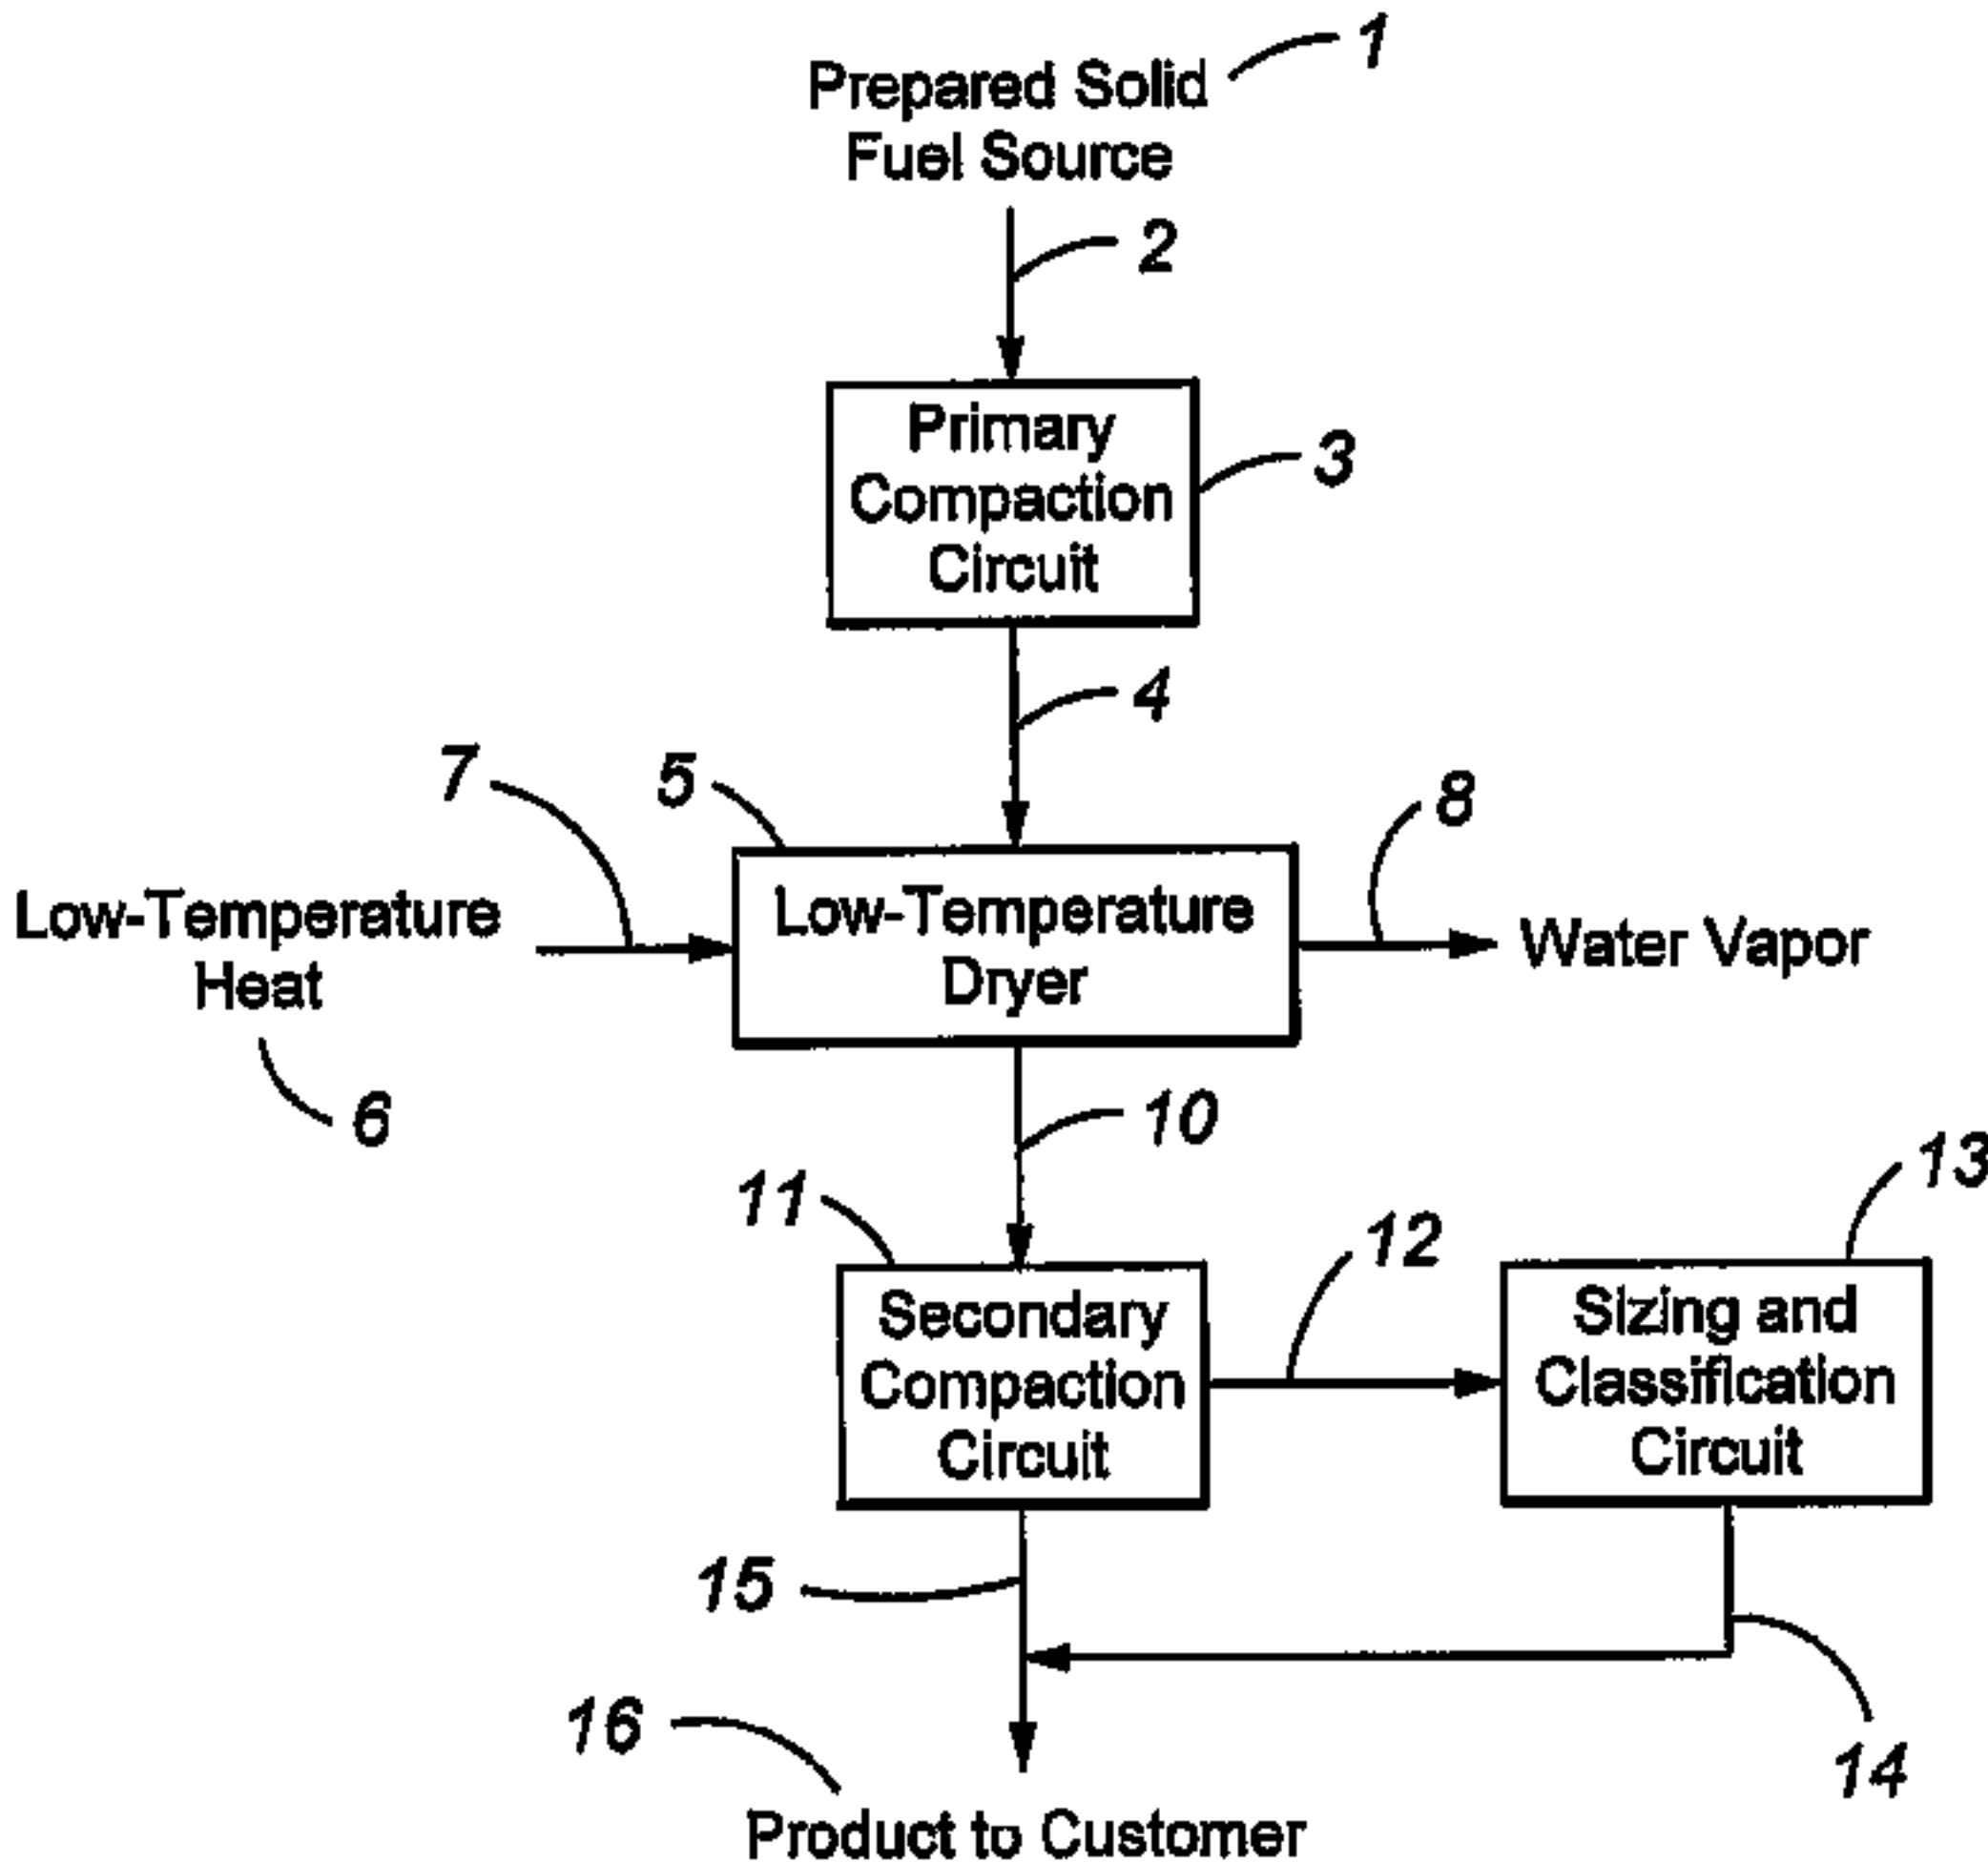 1
Prepared Solid
Fuel Source
2
Primary
Compaction
Circuit
3
4
7
5
8
Low-Temperature
Heat
Low-Temperature
Dryer
Water Vapor
6
10
11
12
13
Secondary
Compaction
Circuit
Sizing and
Classification
Circuit
15
16
14
Product to Customer